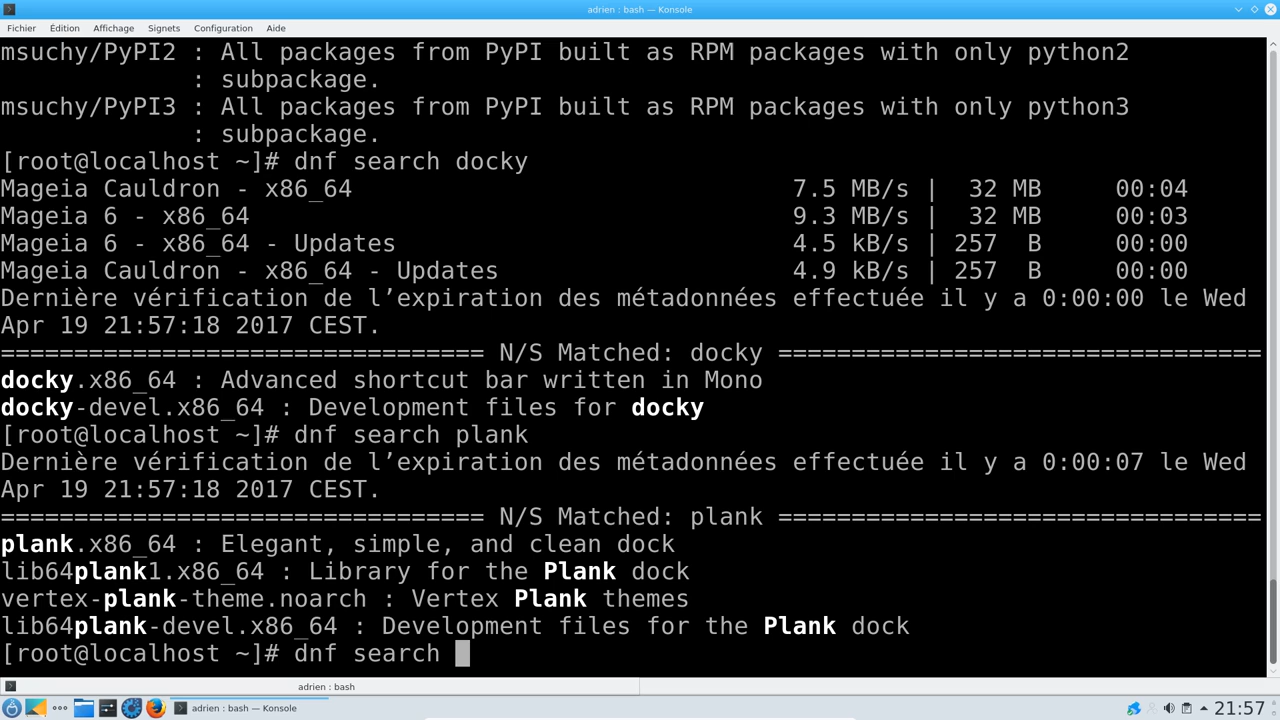 adrien : bash — Konsole
Fichier Édition Affichage Signets Configuration Aide
msuchy/PyPI2 : All packages from PyPI built as RPM packages with only python2
: subpackage.
msuchy/PyPI3 : All packages from PyPI built as RPM packages with only python3
: subpackage.
[root@localhost ~]# dnf search docky
Mageia Cauldron - x86_64 7.5 MB/s | 32 MB 00:04
Mageia 6 - x86_64 9.3 MB/s | 32 MB 00:03
Mageia 6 - x86_64 - Updates 4.5 kB/s | 257 B 00:00
Mageia Cauldron - x86_64 - Updates 4.9 kB/s | 257 B 00:00
Dernière vérification de l’expiration des métadonnées effectuée il y a 0:00:00 le Wed
Apr 19 21:57:18 2017 CEST.
================================= N/S Matched: docky =================================
docky.x86_64 : Advanced shortcut bar written in Mono
docky-devel.x86_64 : Development files for docky
[root@localhost ~]# dnf search plank
Dernière vérification de l’expiration des métadonnées effectuée il y a 0:00:07 le Wed
Apr 19 21:57:18 2017 CEST.
================================= N/S Matched: plank =================================
plank.x86_64 : Elegant, simple, and clean dock
lib64plank1.x86_64 : Library for the Plank dock
vertex-plank-theme.noarch : Vertex Plank themes
lib64plank-devel.x86_64 : Development files for the Plank dock
[root@localhost ~]# dnf search
adrien : bash
adrien : bash — Konsole 21:57